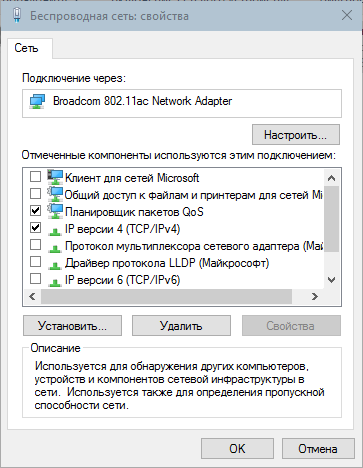 Беспроводная сеть: свойства
Сеть
Подключение через:
Broadcom 802.11ac Network Adapter
Настроить...
Отмеченные компоненты используются этим подключением:
Клиент для сетей Microsoft
Общий доступ к файлам и принтерам для сетей Mi
Планировщик пакетов QoS
IP версии 4 (TCP/IPv4)
Протокол мультиплексора сетевого адаптера (Май
Драйвер протокола LLDP (Майкрософт)
IP версии 6 (TCP/IPv6)
Установить...
Удалить
Свойства
Описание
Используется для обнаружения других компьютеров,
устройств и компонентов сетевой инфраструктуры в
сети. Используется также для определения пропускной
способности сети.
OK
Отмена